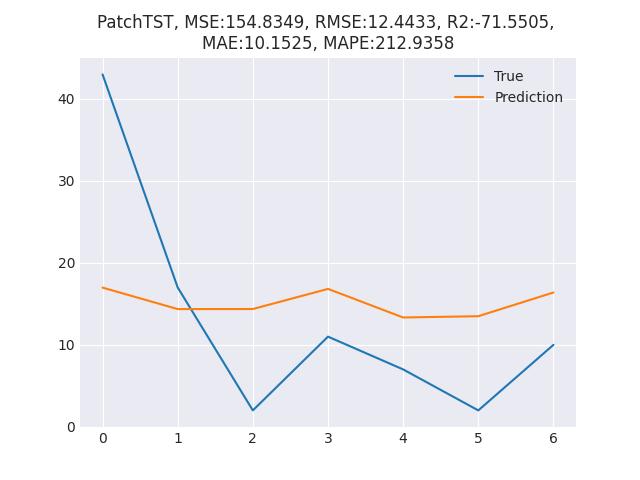 PatchTST, MSE:154.8349, RMSE:12.4433, R2:-71.5505,
MAE:10.1525, MAPE:212.9358
True
Prediction
40
30
20
10
0
0 1 2 3 4 5 6